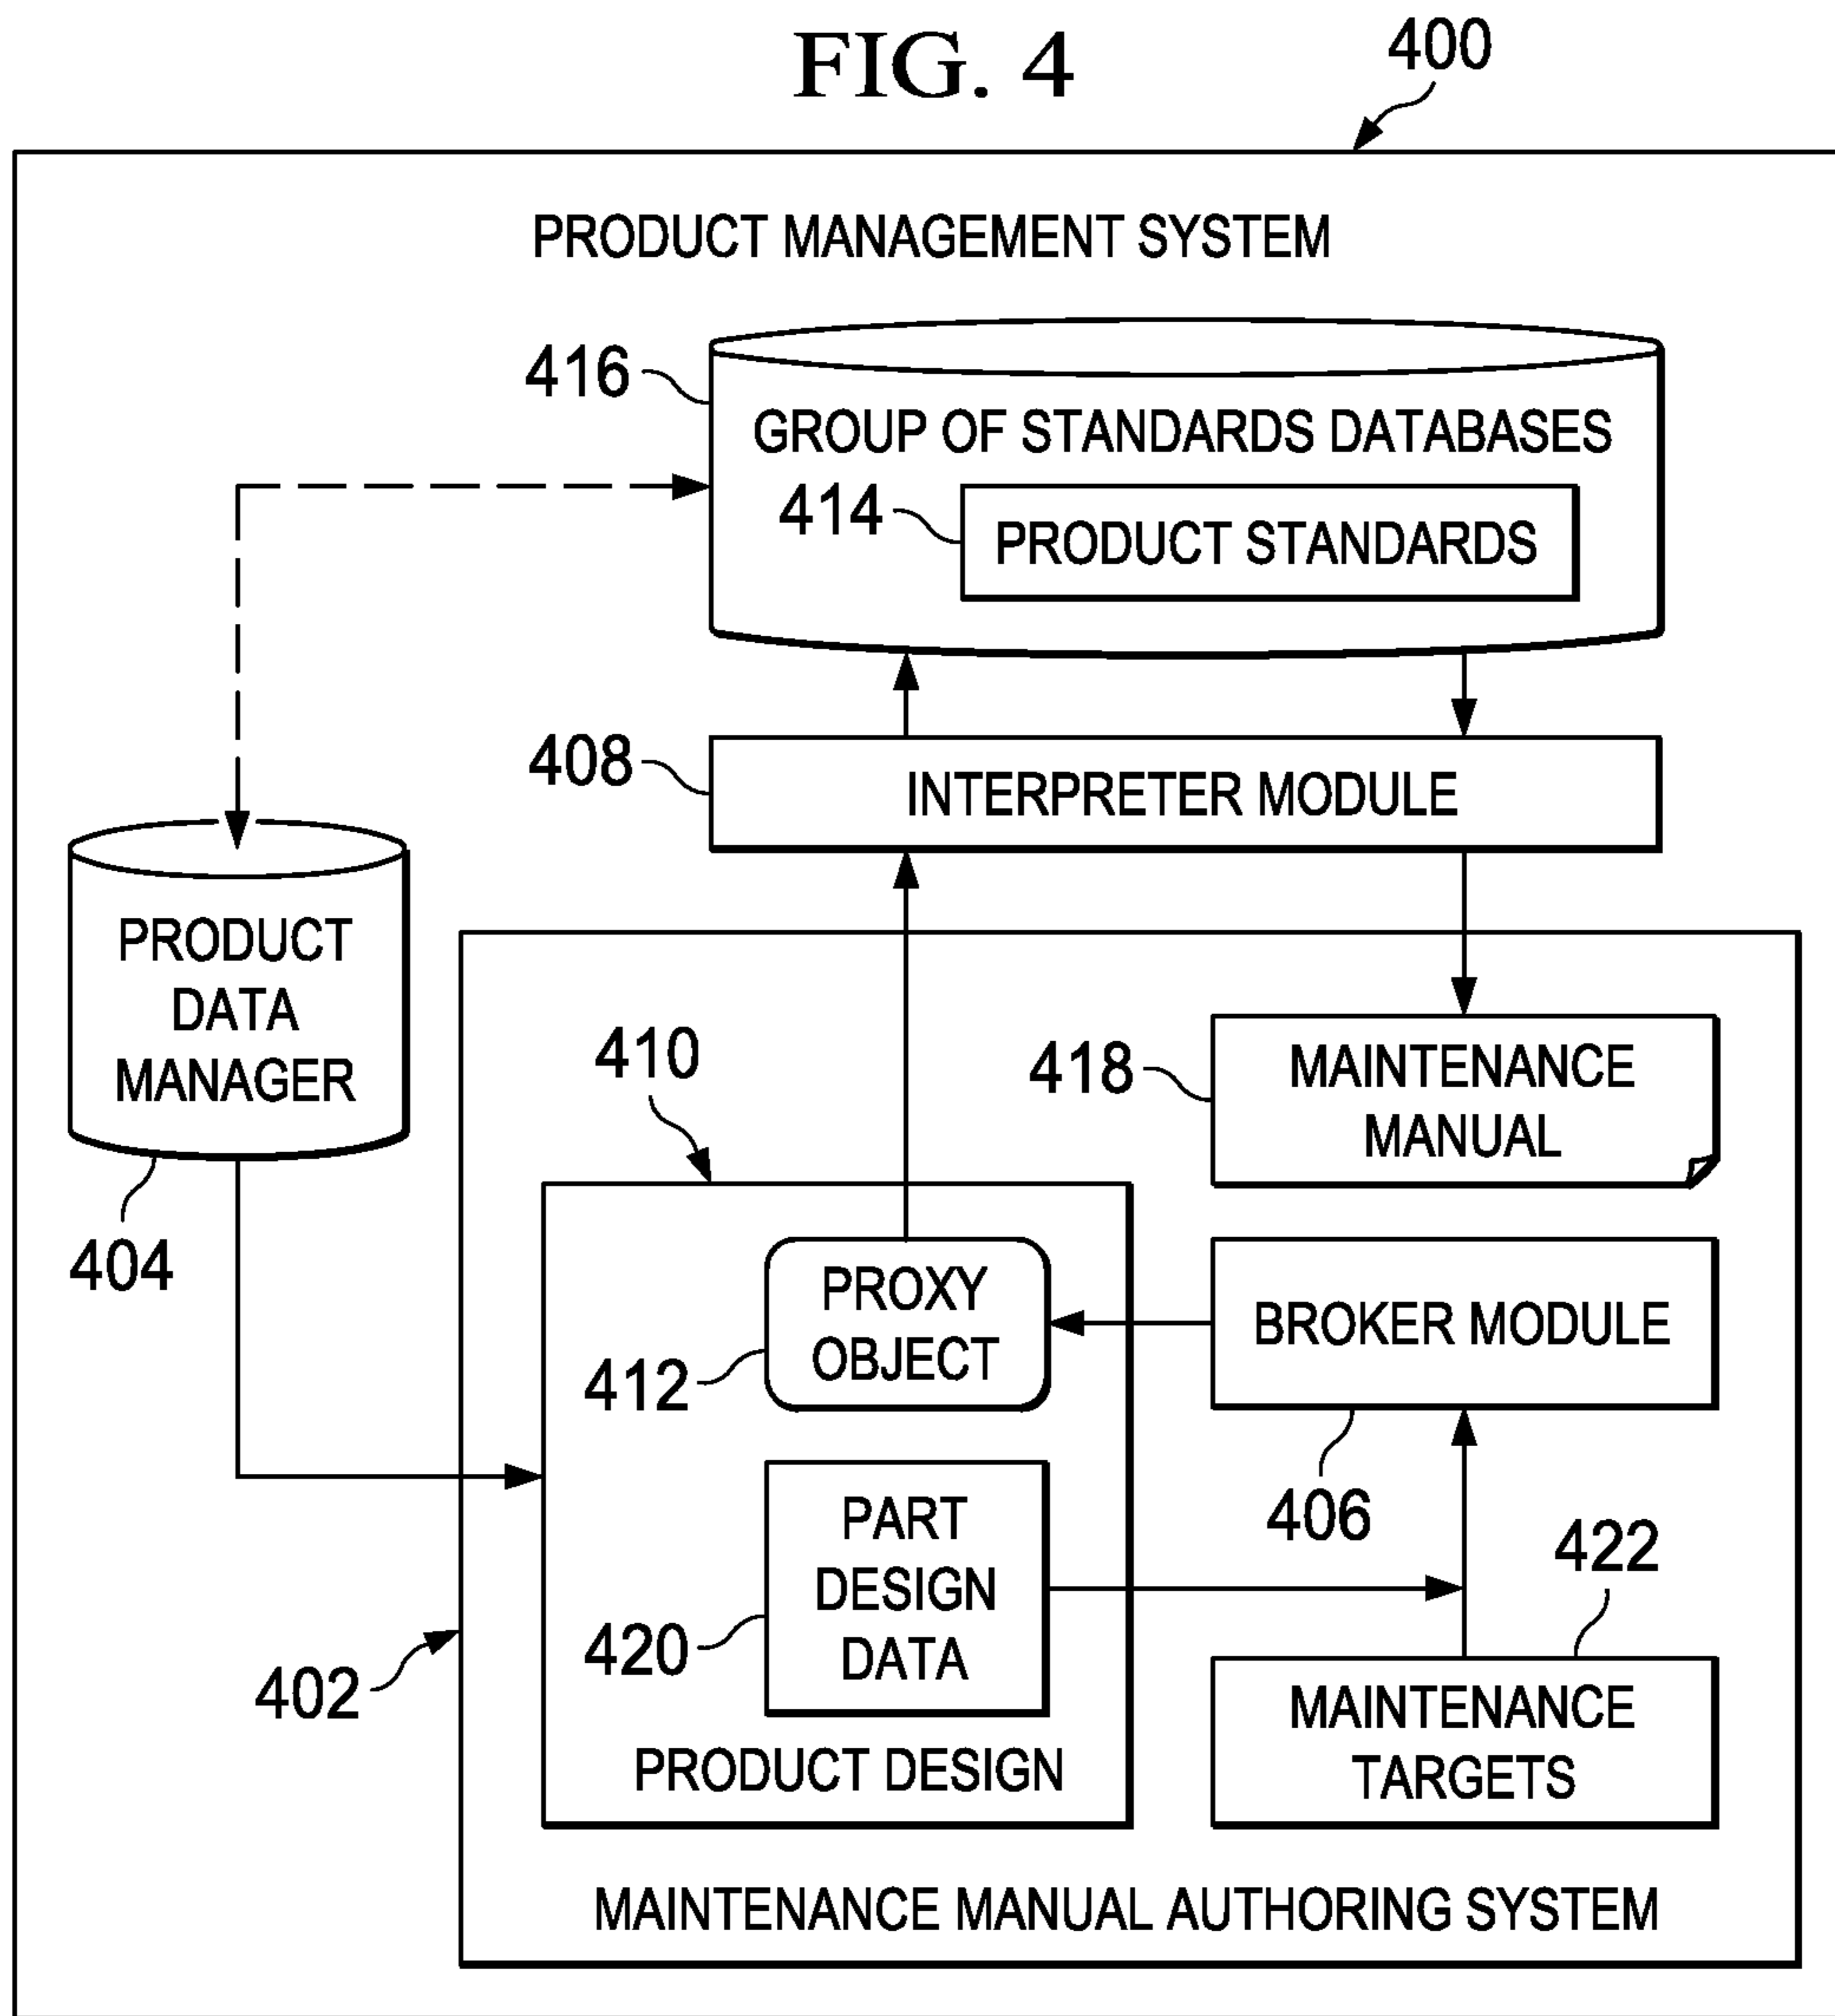 FIG. 4
400
PRODUCT MANAGEMENT SYSTEM
416
GROUP OF STANDARDS DATABASES
414
PRODUCT STANDARDS
408
INTERPRETER MODULE
PRODUCT
DATA
MANAGER
404
410
418
MAINTENANCE
MANUAL
PROXY
OBJECT
412
BROKER MODULE
406
PART
DESIGN
DATA
420
422
402
MAINTENANCE
TARGETS
PRODUCT DESIGN
MAINTENANCE MANUAL AUTHORING SYSTEM